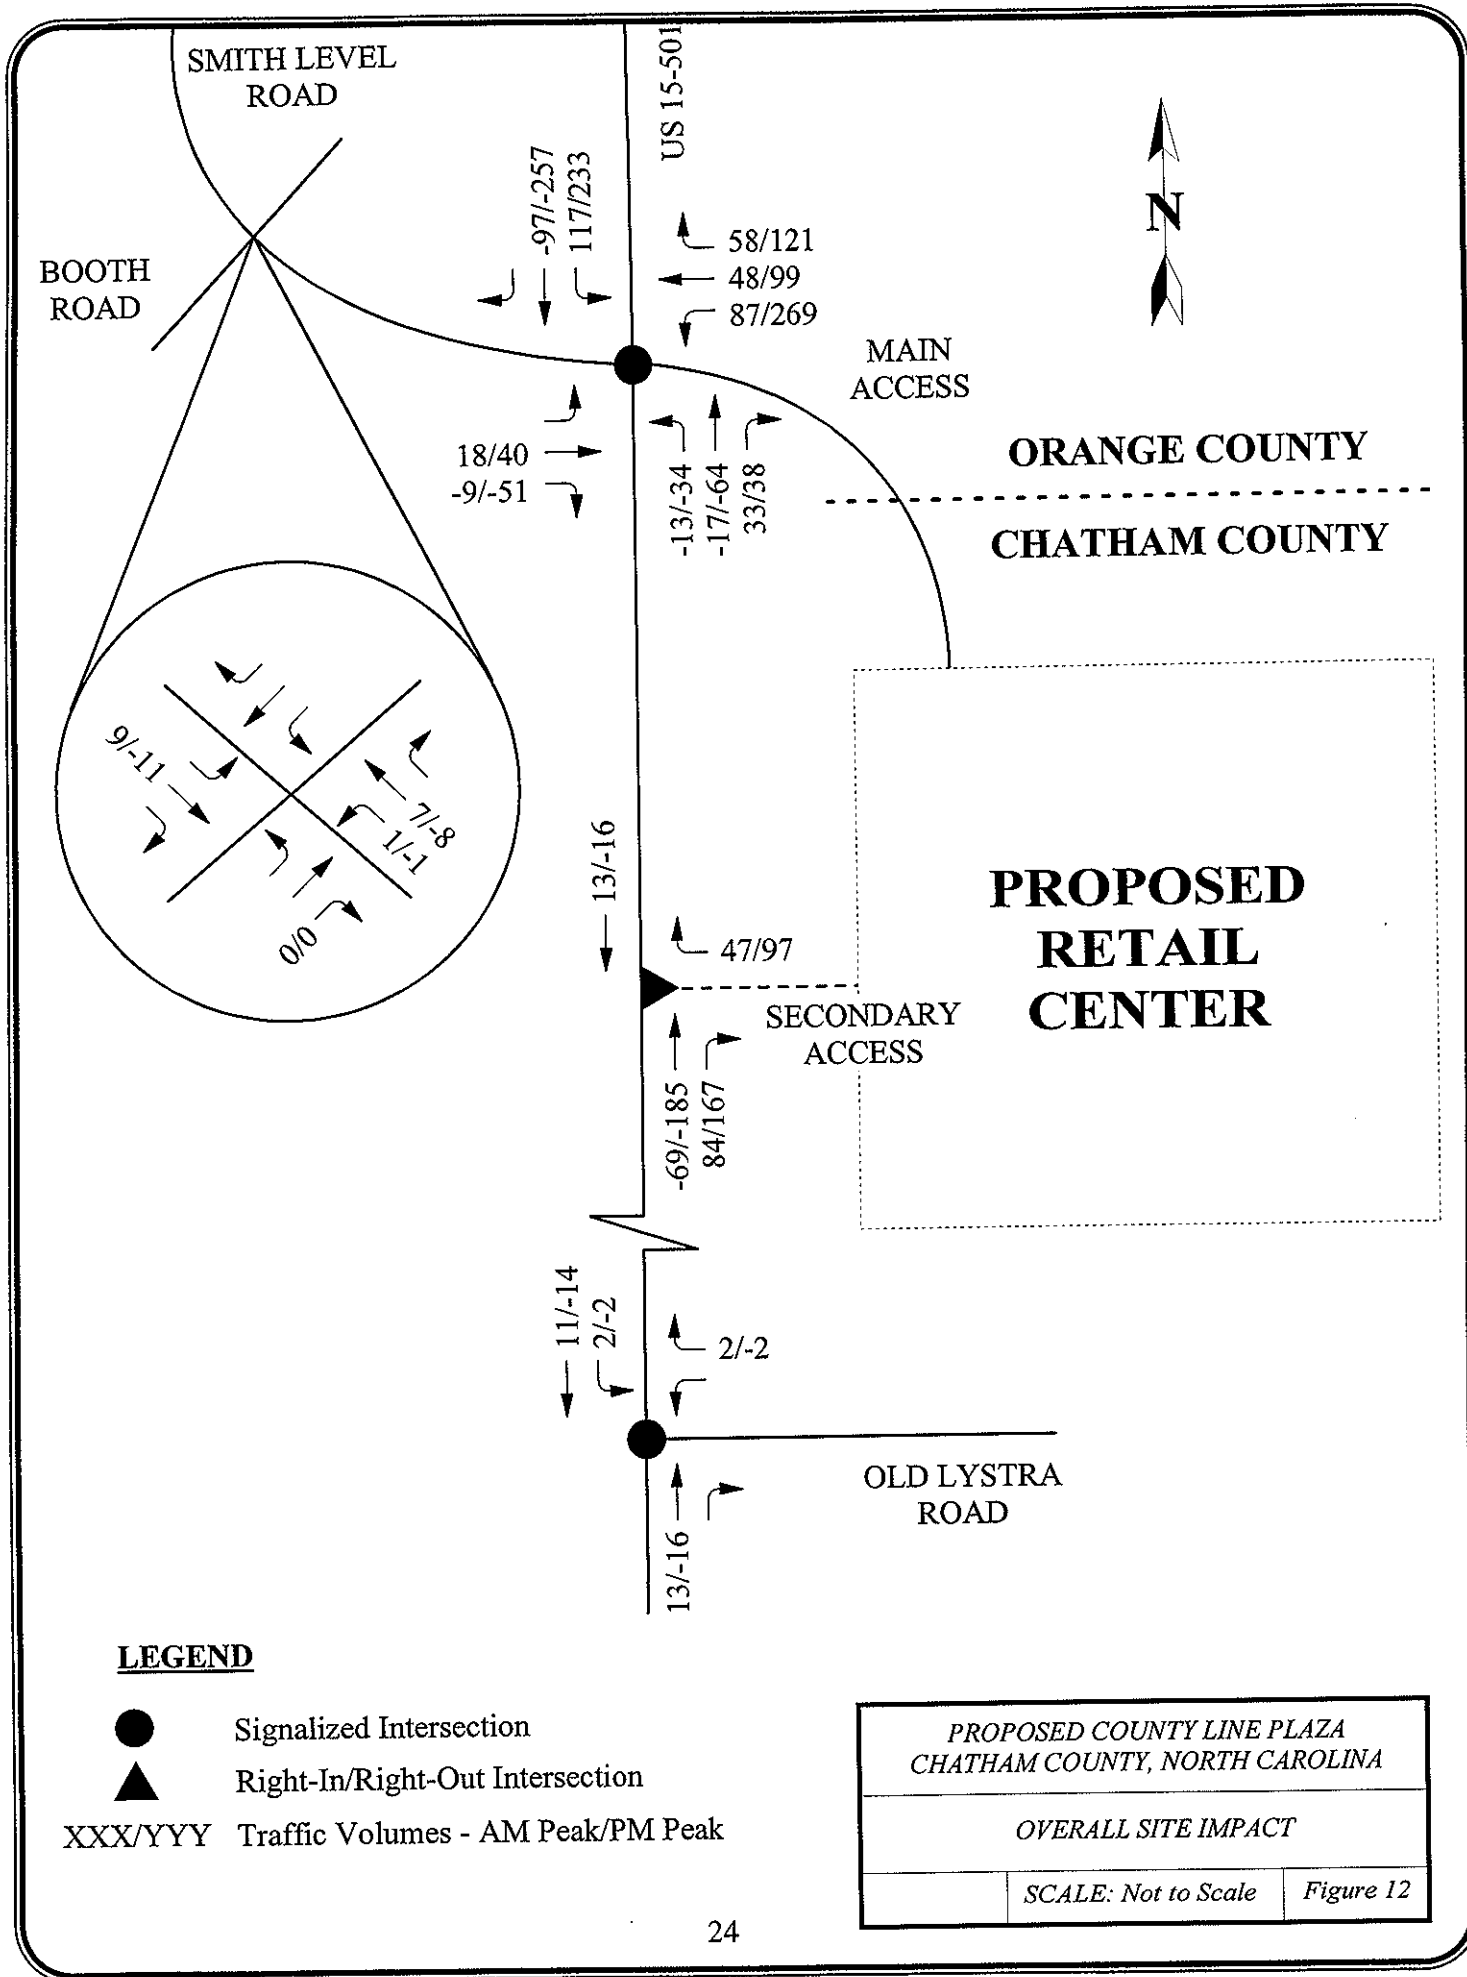 SMITH LEVEL
ROAD
US 15-501
-97/-257
117/233
58/121
48/99
87/269
N
BOOTH
ROAD
MAIN
ACCESS
18/40
-9/-51
-13/-34
-17/-64
33/38
ORANGE COUNTY
CHATHAM COUNTY
9/-11
7/-8
1/-1
0/0
13/-16
47/97
SECONDARY
ACCESS
-69/-185
84/167
PROPOSED
RETAIL
CENTER
11/-14
2/-2
2/-2
13/-16
OLD LYSTRA
ROAD
LEGEND
Signalized Intersection
Right-In/Right-Out Intersection
XXX/YYY Traffic Volumes - AM Peak/PM Peak
PROPOSED COUNTY LINE PLAZA
CHATHAM COUNTY, NORTH CAROLINA
OVERALL SITE IMPACT
SCALE: Not to Scale
Figure 12
24